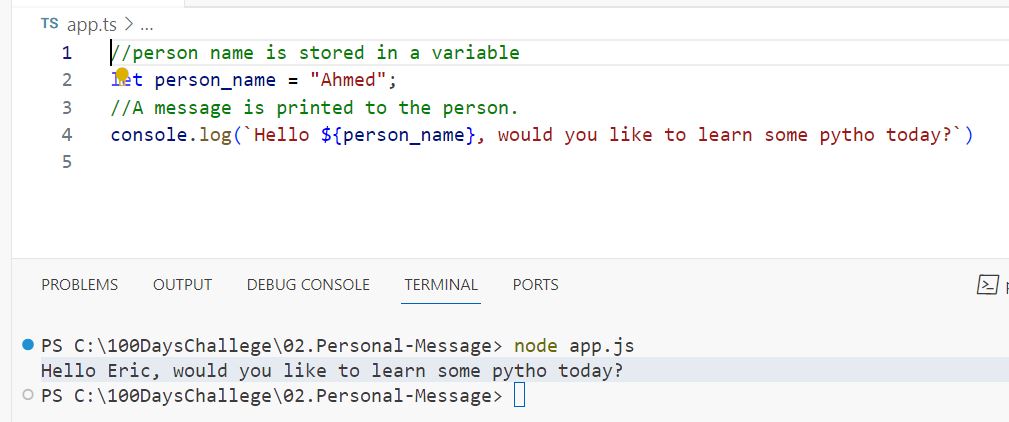 TS app.ts > ...
1 //person name is stored in a variable
2 let person_name = "Ahmed";
3 //A message is printed to the person.
4 console.log(`Hello ${person_name}, would you like to learn some pytho today?`)
5
PROBLEMS OUTPUT DEBUG CONSOLE TERMINAL PORTS
PS C:\100DaysChallege\02.Personal-Message> node app.js
Hello Eric, would you like to learn some pytho today?
PS C:\100DaysChallege\02.Personal-Message>